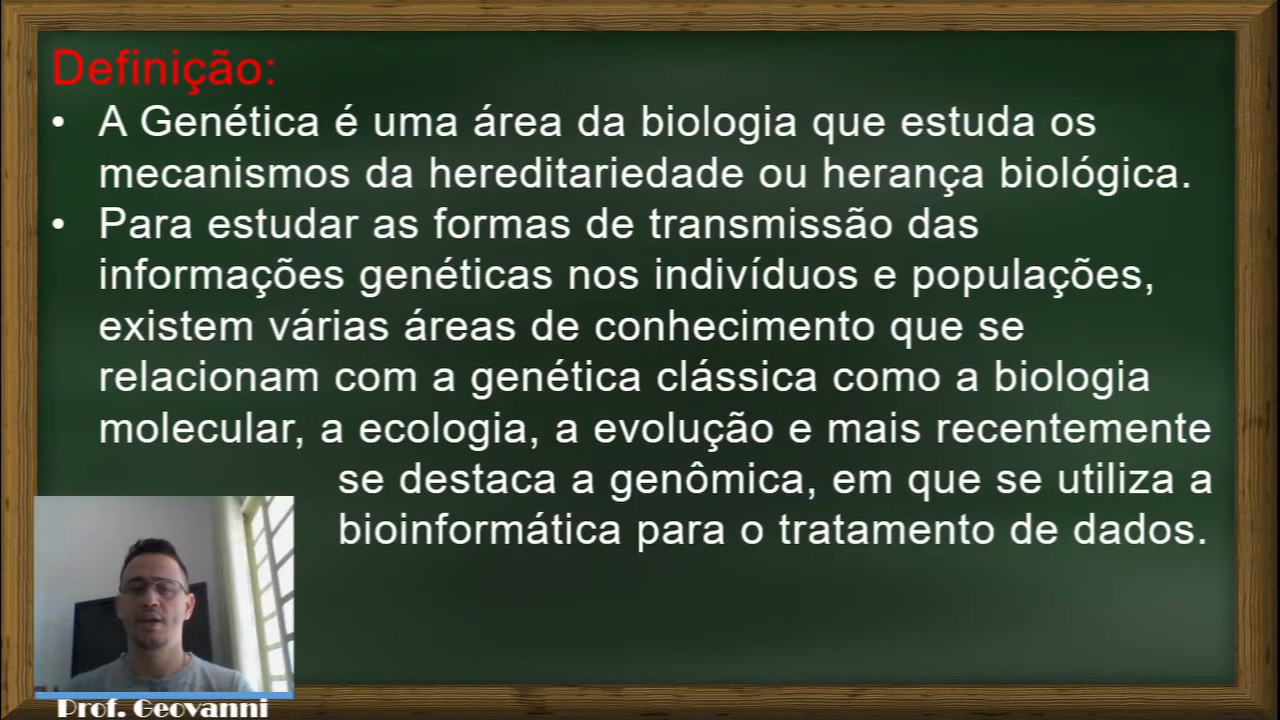 Definição:
• A Genética é uma área da biologia que estuda os
mecanismos da hereditariedade ou herança biológica.
• Para estudar as formas de transmissão das
informações genéticas nos indivíduos e populações,
existem várias áreas de conhecimento que se
relacionam com a genética clássica como a biologia
molecular, a ecologia, a evolução e mais recentemente
se destaca a genômica, em que se utiliza a
bioinformática para o tratamento de dados.
Prof. Geovanni